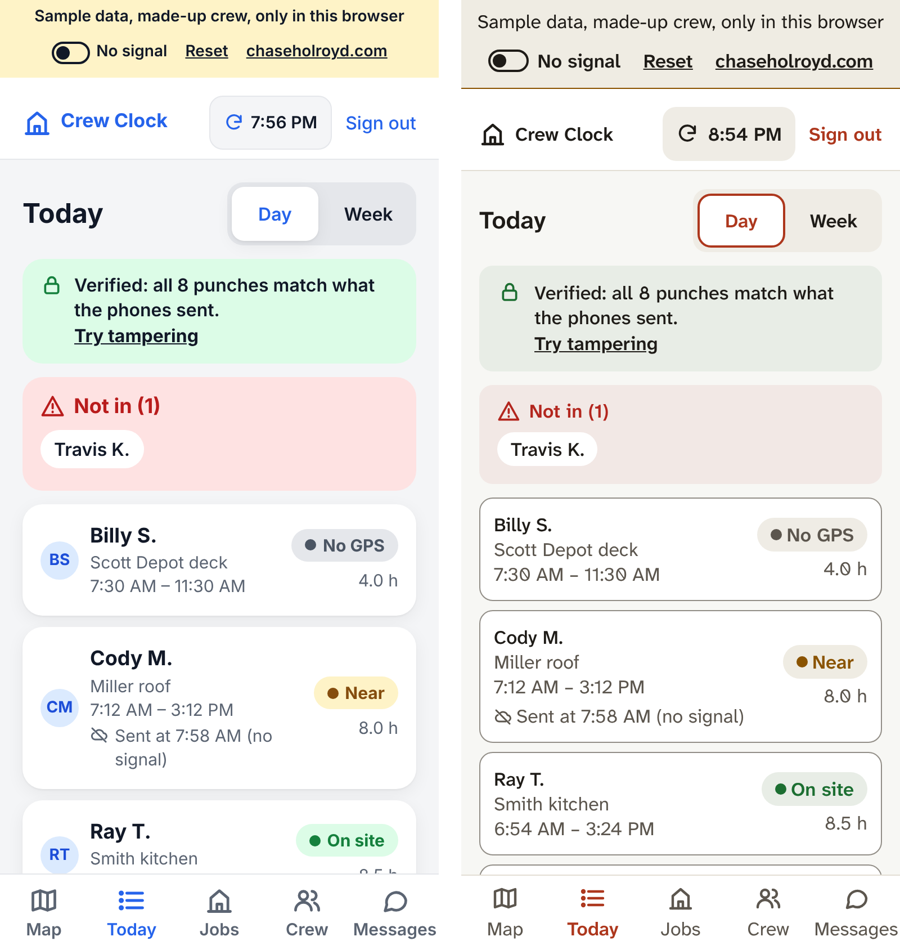 Sample data, made-up crew, only in this browser
No signal Reset chaseholroyd.com
Crew Clock 7:56 PM Sign out
Today Day Week
Verified: all 8 punches match what
the phones sent.
Try tampering
Not in (1)
Travis K.
BS Billy S. No GPS
Scott Depot deck
7:30 AM – 11:30 AM 4.0 h
CM Cody M. Near
Miller roof
7:12 AM – 3:12 PM 8.0 h
Sent at 7:58 AM (no
signal)
RT Ray T. On site
Smith kitchen
8.5 h
Map Today Jobs Crew Messages
Sample data, made-up crew, only in this browser
No signal Reset chaseholroyd.com
Crew Clock 8:54 PM Sign out
Today Day Week
Verified: all 8 punches match what
the phones sent.
Try tampering
Not in (1)
Travis K.
Billy S. No GPS
Scott Depot deck
7:30 AM – 11:30 AM 4.0 h
Cody M. Near
Miller roof
7:12 AM – 3:12 PM 8.0 h
Sent at 7:58 AM (no signal)
Ray T. On site
Smith kitchen
6:54 AM – 3:24 PM 8.5 h
Map Today Jobs Crew Messages